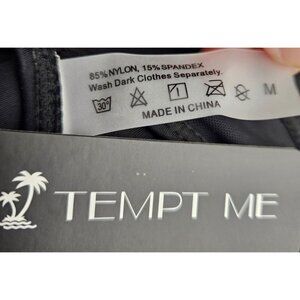 85% NYLON, 15% SPANDEX
Wash Dark Clothes Separately.
30° M
MADE IN CHINA
TEMPT ME